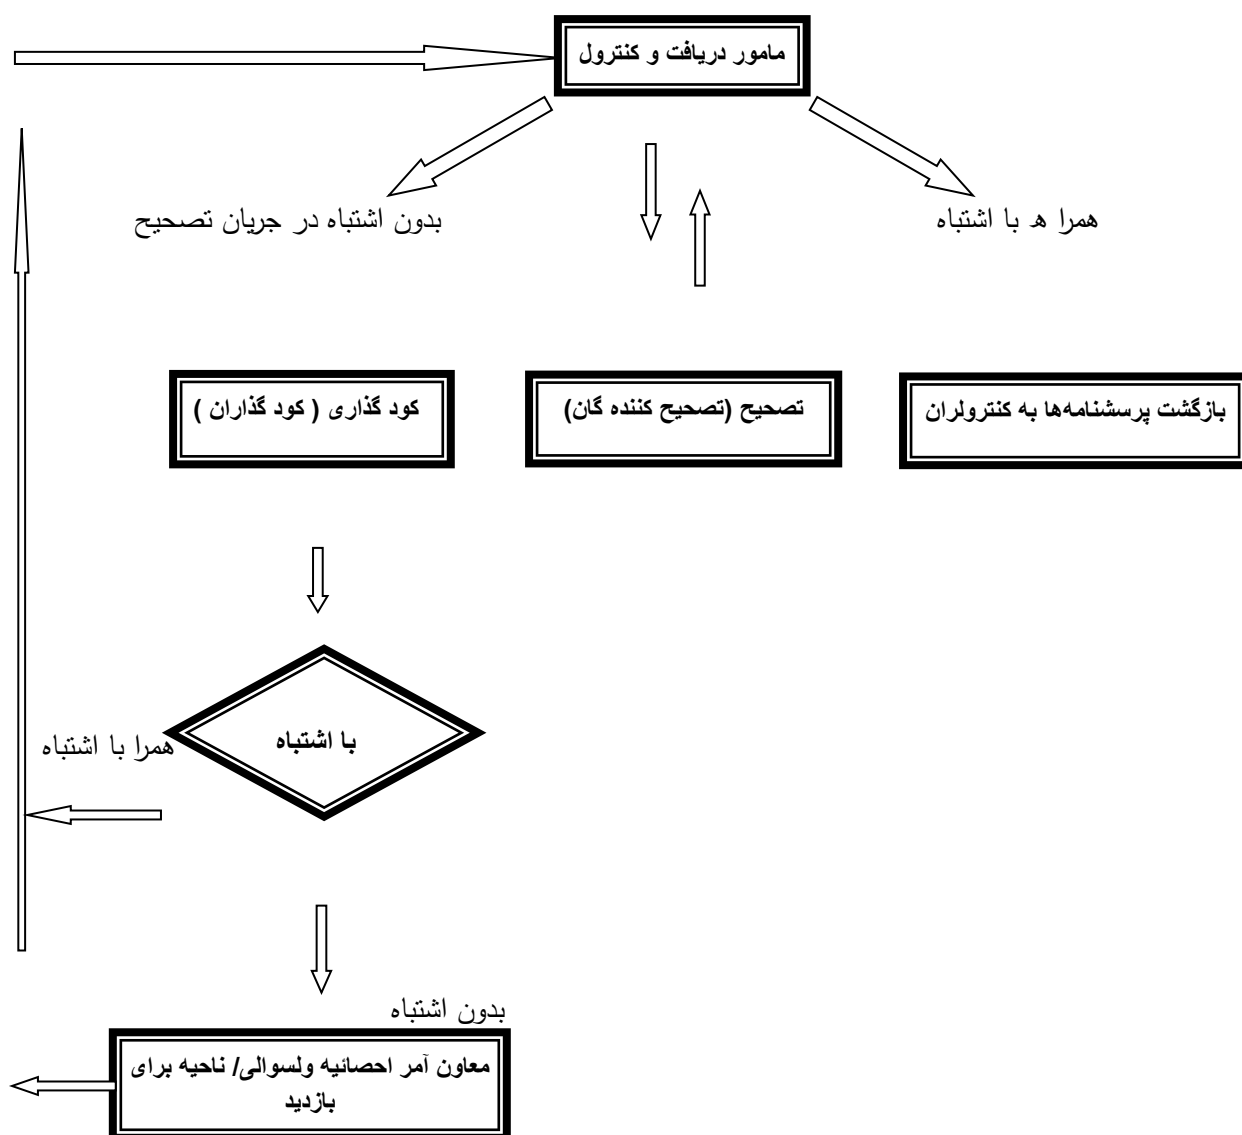 مامور دریافت و کنترول
همرا ه با اشتباه
بدون اشتباه در جریان تصحیح
بازگشت پرسشنامه‌ها به کنترولران
تصحیح (تصحیح کننده گان)
کود گذاری ( کود گذاران )
با اشتباه
همرا با اشتباه
بدون اشتباه
معاون آمر احصائیه ولسوالی/ ناحیه برای
بازدید